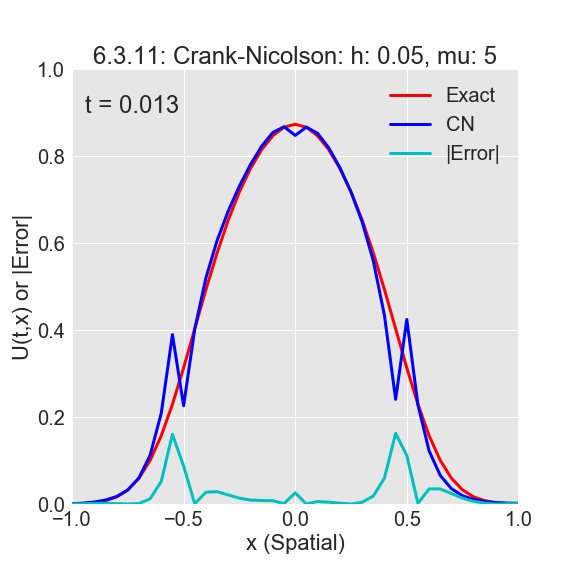 6.3.11: Crank-Nicolson: h: 0.05, mu: 5
1.0
t = 0.013
Exact
CN
|Error|
0.8
0.6
0.4
0.2
0.0
U(t,x) or |Error|
−1.0 −0.5 0.0 0.5 1.0
x (Spatial)